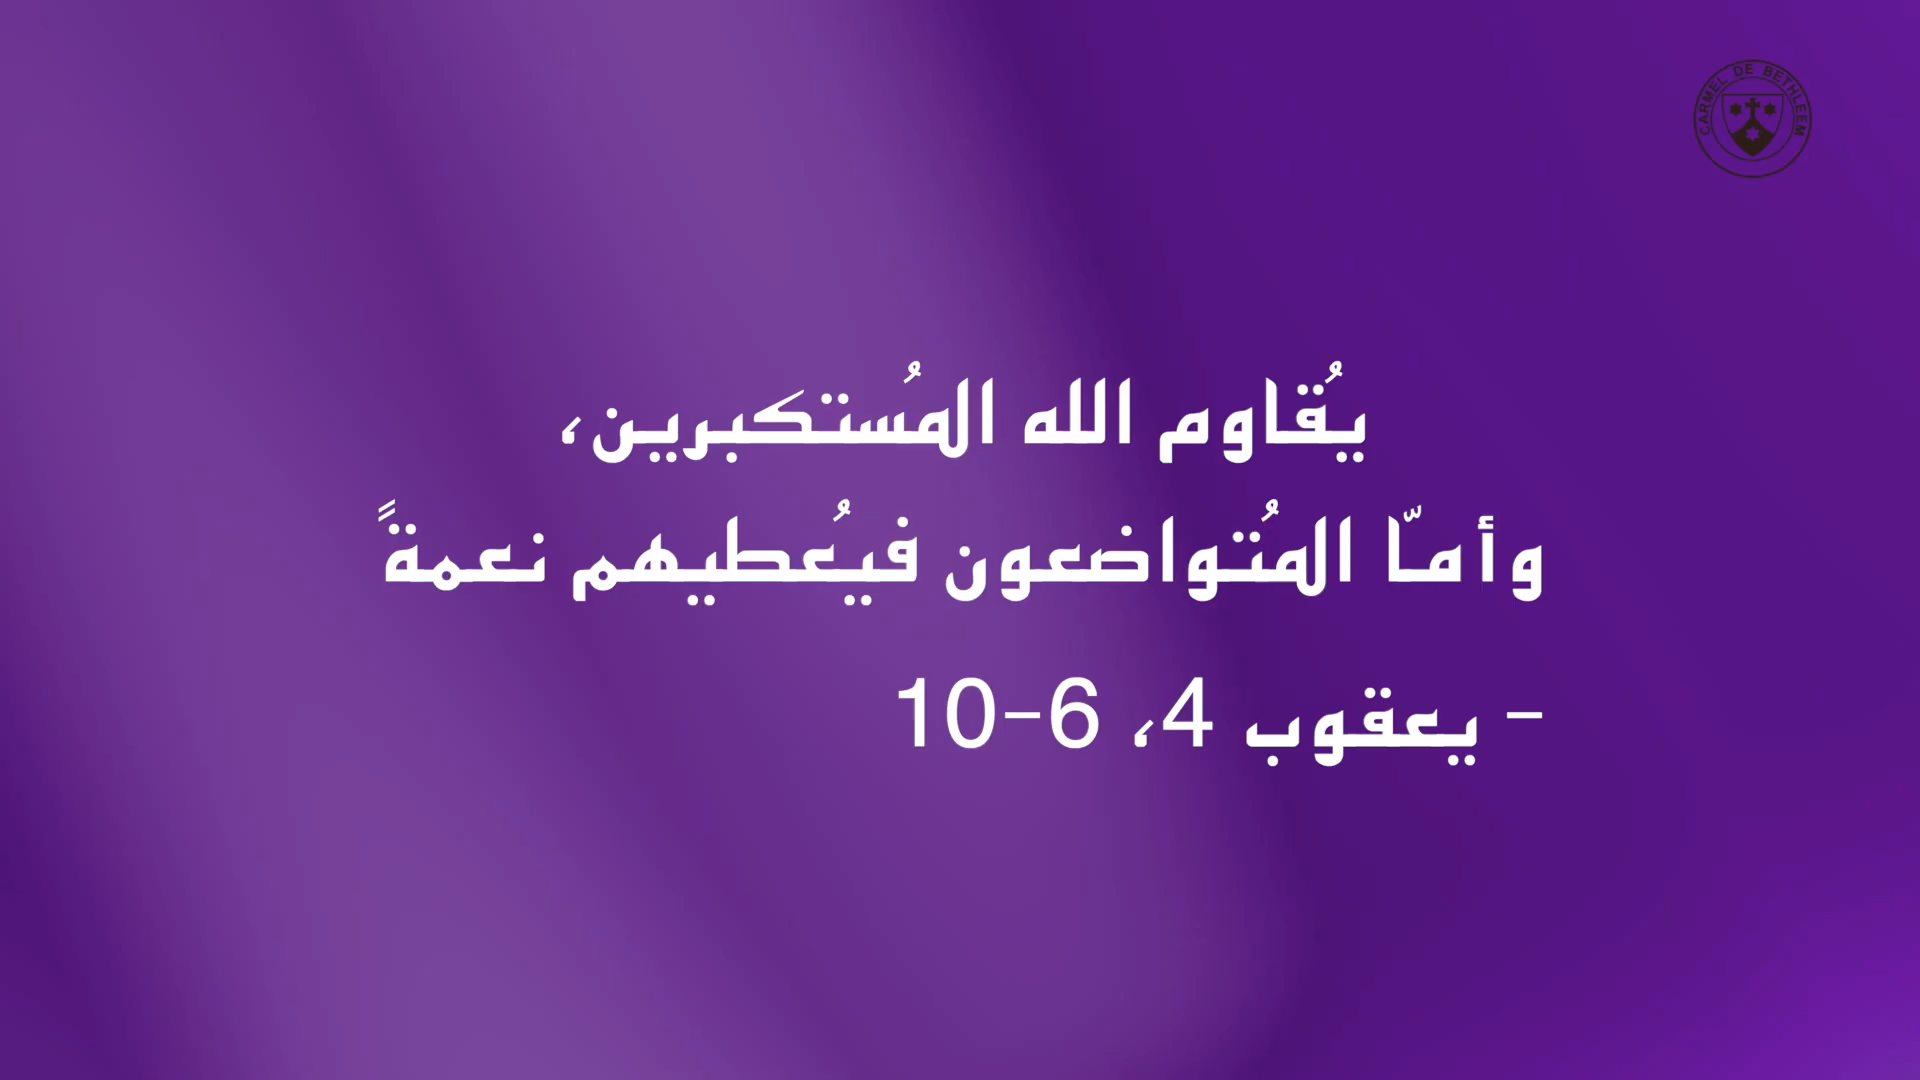 CARMEL DE BETHLEEM
يُقاوم الله المُستكبرين،
وأمّا المُتواضعون فيُعطيهم نعمةً
- يعقوب 4، 6-10